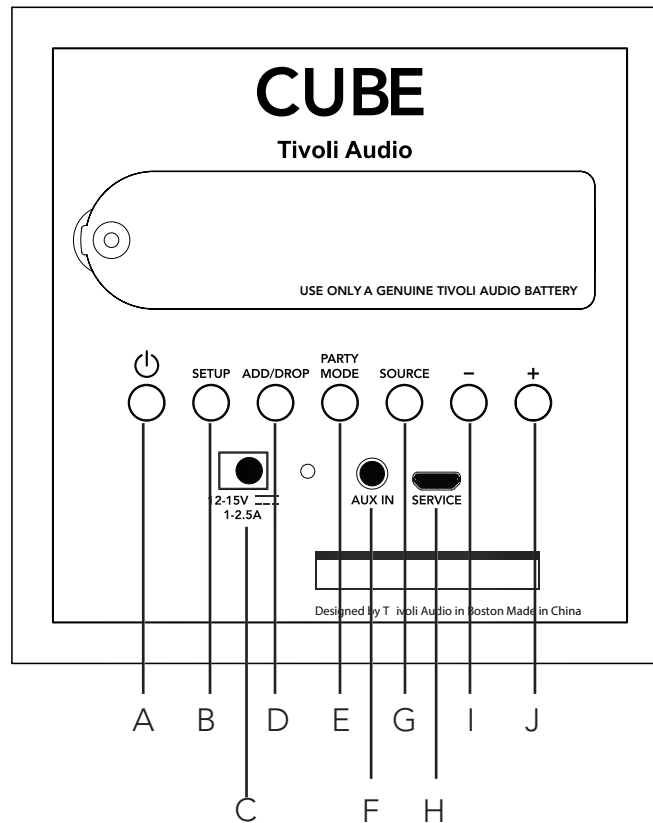 CUBE
Tivoli Audio
USE ONLY A GENUINE TIVOLI AUDIO BATTERY
SETUP ADD/DROP PARTY MODE SOURCE − +
12-15V
1-2.5A
AUX IN SERVICE
Designed by T ivoli Audio in Boston Made in China
A B D E G I J
C F H